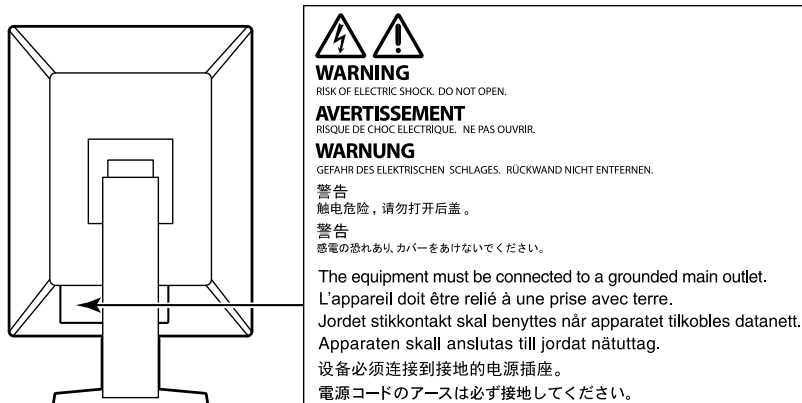 WARNING
RISK OF ELECTRIC SHOCK. DO NOT OPEN.
AVERTISSEMENT
RISQUE DE CHOC ELECTRIQUE. NE PAS OUVRIR.
WARNUNG
GEFAHR DES ELEKTRISCHEN SCHLAGES. RÜCKWAND NICHT ENTFERNEN.
警告
触电危险，请勿打开后盖。
警告
感電の恐れあり、カバーをあけないでください。
The equipment must be connected to a grounded main outlet.
L'appareil doit être relié à une prise avec terre.
Jordet stikkontakt skal benyttes når apparatet tilkobles datanett.
Apparaten skall anslutas till jordat nätuttag.
设备必须连接到接地的电源插座。
電源コードのアースは必ず接地してください。